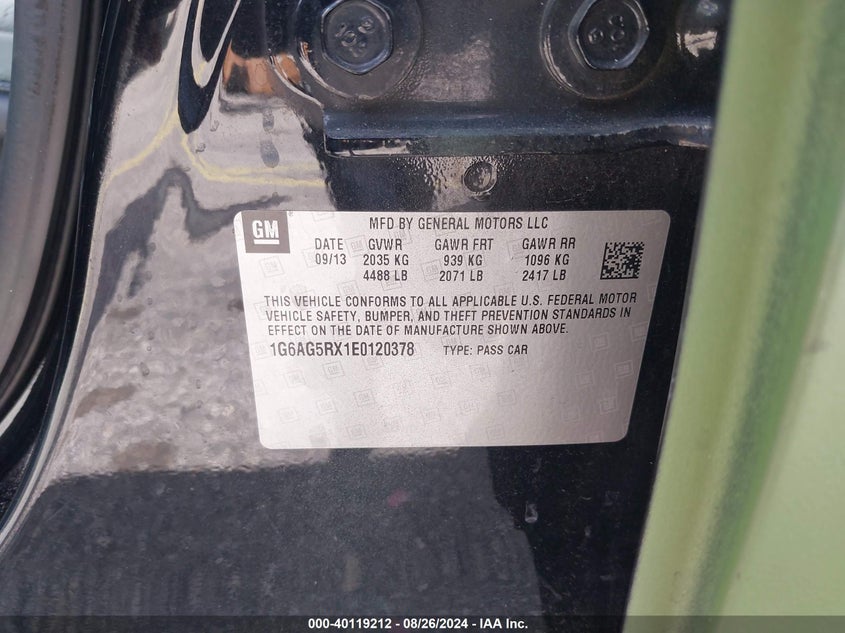 GM
MFD BY GENERAL MOTORS LLC
DATE GVWR GAWR FRT GAWR RR
09/13 2035 KG 939 KG 1096 KG
4488 LB 2071 LB 2417 LB
THIS VEHICLE CONFORMS TO ALL APPLICABLE U.S. FEDERAL MOTOR
VEHICLE SAFETY, BUMPER, AND THEFT PREVENTION STANDARDS IN
EFFECT ON THE DATE OF MANUFACTURE SHOWN ABOVE.
1G6AG5RX1E0120378 TYPE: PASS CAR
000-40119212 - 08/26/2024 - IAA Inc.